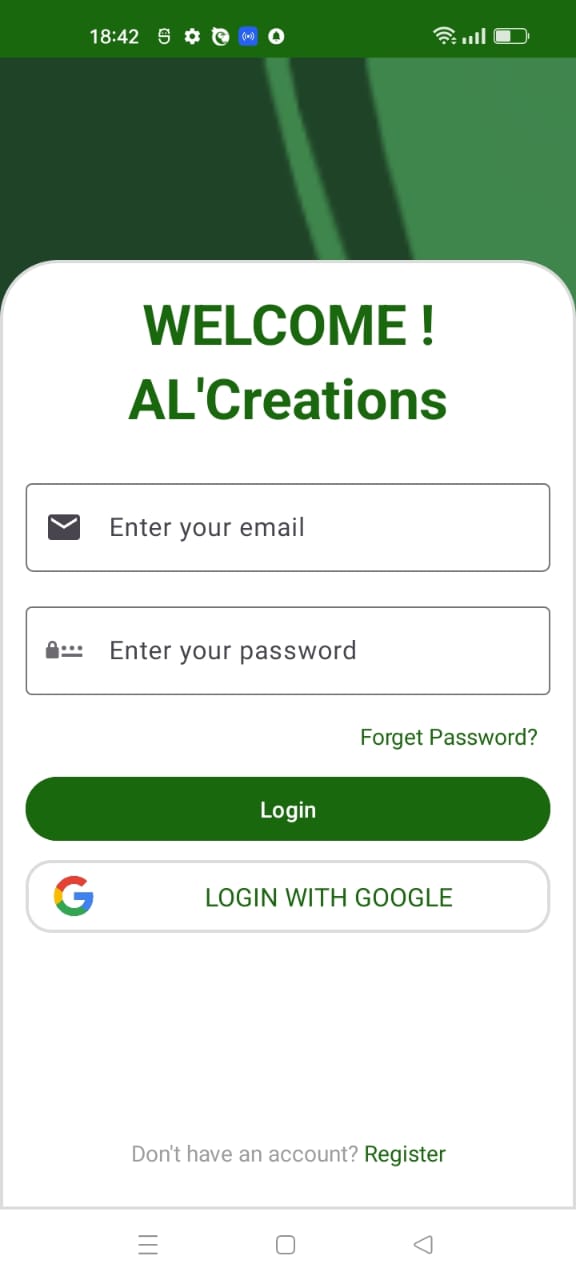 18:42
WELCOME !
AL'Creations
Enter your email
Enter your password
Forget Password?
Login
LOGIN WITH GOOGLE
Don't have an account? Register